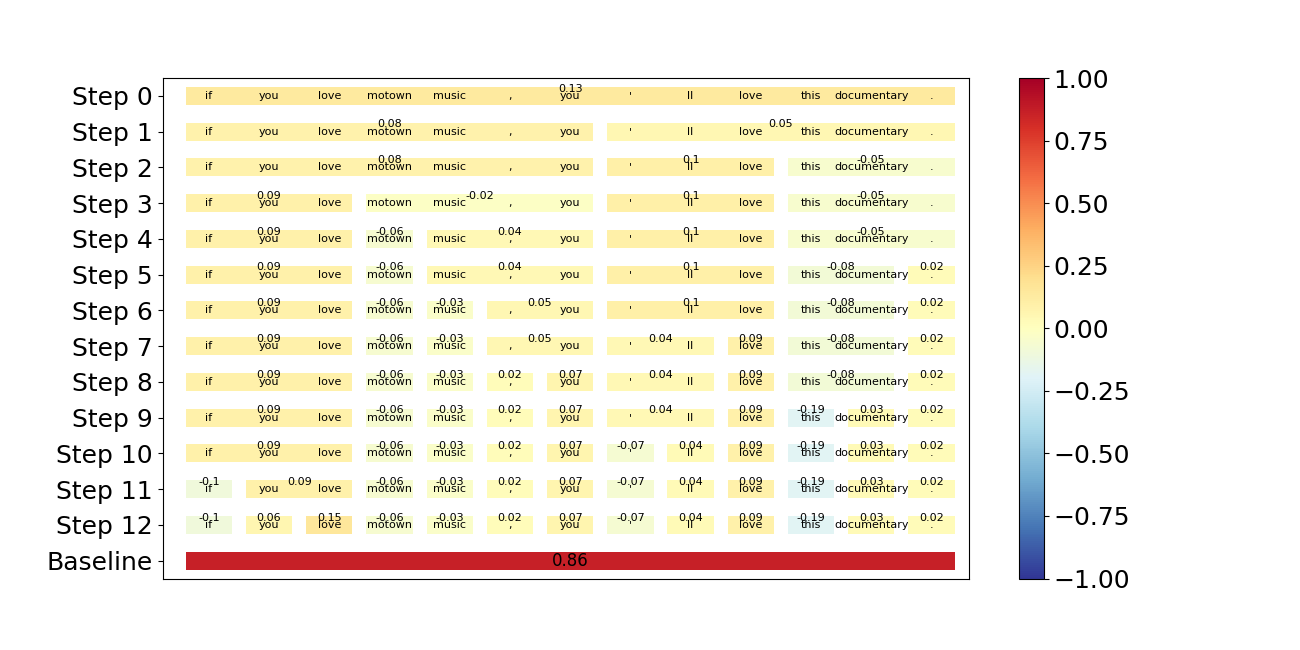 0.13
Step 0 if you love motown music , you ' ll love this documentary . 1.00
0.08 0.05
Step 1 if you love motown music , you ' ll love this documentary .
0.08 0.1 -0.05
Step 2 if you love motown music , you ' ll love this documentary . 0.75
0.09 -0.02 0.1 -0.05
Step 3 if you love motown music , you ' ll love this documentary .
0.09 -0.06 0.04 0.1 -0.05
Step 4 if you love motown music , you ' ll love this documentary . 0.50
0.09 -0.06 0.04 0.1 -0.08 0.02
Step 5 if you love motown music , you ' ll love this documentary . 0.25
0.09 -0.06 -0.03 0.05 0.1 -0.08 0.02
Step 6 if you love motown music , you ' ll love this documentary . 0.00
0.09 -0.06 -0.03 0.05 0.04 0.09 -0.08 0.02
Step 7 if you love motown music , you ' ll love this documentary .
0.09 -0.06 -0.03 0.02 0.07 0.04 0.09 -0.08 0.02
Step 8 if you love motown music , you ' ll love this documentary . −0.25
0.09 -0.06 -0.03 0.02 0.07 0.04 0.09 -0.19 0.03 0.02
Step 9 if you love motown music , you ' ll love this documentary .
0.09 -0.06 -0.03 0.02 0.07 -0.07 0.04 0.09 -0.19 0.03 0.02
Step 10 if you love motown music , you ' ll love this documentary . −0.50
-0.1 0.09 -0.06 -0.03 0.02 0.07 -0.07 0.04 0.09 -0.19 0.03 0.02
Step 11 if you love motown music , you ' ll love this documentary .
-0.1 0.06 0.15 -0.06 -0.03 0.02 0.07 -0.07 0.04 0.09 -0.19 0.03 0.02
Step 12 if you love motown music , you ' ll love this documentary . −0.75
Baseline 0.86 −1.00